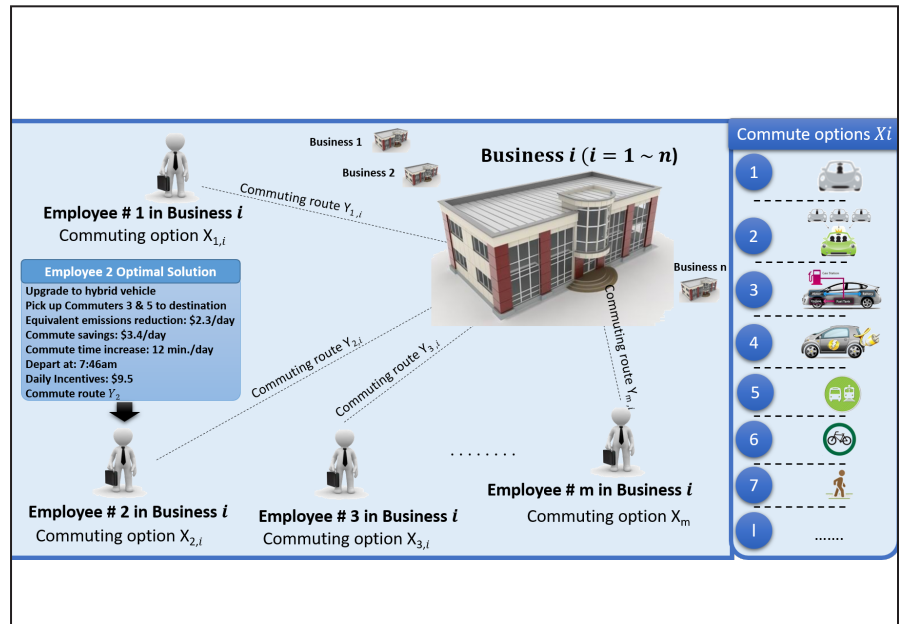 Business 1
Business 2
Business i (i = 1 ~ n)
Commuting route Y1,i
Employee # 1 in Business i
Commuting option X1,i
Employee 2 Optimal Solution
Upgrade to hybrid vehicle
Pick up Commuters 3 & 5 to destination
Equivalent emissions reduction: $2.3/day
Commute savings: $3.4/day
Commute time increase: 12 min./day
Depart at: 7:46am
Daily Incentives: $9.5
Commute route Y2
Business n
Commuting route Y2,i
Commuting route Y3,i
Commuting route Ym,i
Employee # 2 in Business i
Commuting option X2,i
Employee # 3 in Business i
Commuting option X3,i
........
Employee # m in Business i
Commuting option Xm
Commute options Xi
1
2
3
4
5
6
7
I
.......